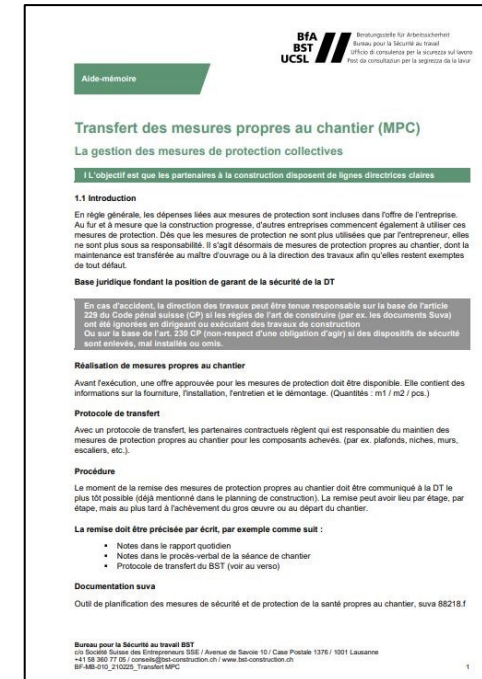 BfA
BST
UCSL
Beratungsstelle für Arbeitssicherheit
Bureau pour la Sécurité au travail
Ufficio di consulenza per la sicurezza sul lavoro
Post da consultaziun per la segirezza da la lavur
Aide-mémoire
Transfert des mesures propres au chantier (MPC)
La gestion des mesures de protection collectives
I L'objectif est que les partenaires à la construction disposent de lignes directrices claires
1.1 Introduction
En règle générale, les dépenses liées aux mesures de protection sont incluses dans l'offre de l'entreprise.
Au fur et à mesure que la construction progresse, d'autres entreprises commencent également à utiliser ces
mesures de protection. Dès que les mesures de protection ne sont plus utilisées que par l'entrepreneur, elles
ne sont plus sous sa responsabilité. Il s'agit désormais de mesures de protection propres au chantier, dont la
maintenance est transférée au maître d'ouvrage ou à la direction des travaux afin qu'elles restent exemptes
de tout défaut.
Base juridique fondant la position de garant de la sécurité de la DT
En cas d'accident, la direction des travaux peut être tenue responsable sur la base de l'article
229 du Code pénal suisse (CP) si les règles de l'art de construire (par ex. les documents Suva)
ont été ignorées en dirigeant ou exécutant des travaux de construction
Ou sur la base de l'art. 230 CP (non-respect d'une obligation d'agir) si des dispositifs de sécurité
sont enlevés, mal installés ou omis.
Réalisation de mesures propres au chantier
Avant l'exécution, une offre approuvée pour les mesures de protection doit être disponible. Elle contient des
informations sur la fourniture, l'installation, l'entretien et le démontage. (Quantités : m1 / m2 / pcs.)
Protocole de transfert
Avec un protocole de transfert, les partenaires contractuels règlent qui est responsable du maintien des
mesures de protection propres au chantier pour les composants achevés. (par ex. plafonds, niches, murs,
escaliers, etc.).
Procédure
Le moment de la remise des mesures de protection propres au chantier doit être communiqué à la DT le
plus tôt possible (déjà mentionné dans le planning de construction). La remise peut avoir lieu par étage, par
étape, mais au plus tard à l'achèvement du gros œuvre ou au départ du chantier.
La remise doit être précisée par écrit, par exemple comme suit :
▪ Notes dans le rapport quotidien
▪ Notes dans le procès-verbal de la séance de chantier
▪ Protocole de transfert du BST (voir au verso)
Documentation suva
Outil de planification des mesures de sécurité et de protection de la santé propres au chantier, suva 88218.f
Bureau pour la Sécurité au travail BST
c/o Société Suisse des Entrepreneurs SSE / Avenue de Savoie 10 / Case Postale 1376 / 1001 Lausanne
+41 58 360 77 05 / conseils@bst-construction.ch / www.bst-construction.ch
BF-MB-010_210225_Transfert MPC
1